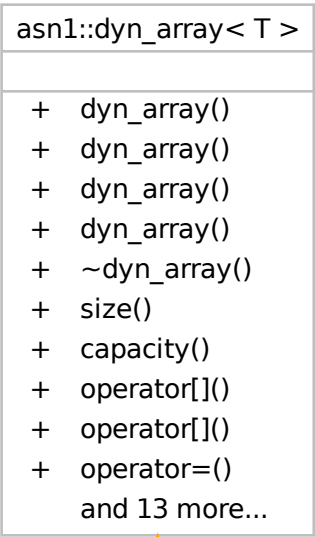 asn1::dyn_array< T >
+ dyn_array()
+ dyn_array()
+ dyn_array()
+ dyn_array()
+ ~dyn_array()
+ size()
+ capacity()
+ operator[]()
+ operator[]()
+ operator=()
and 13 more...